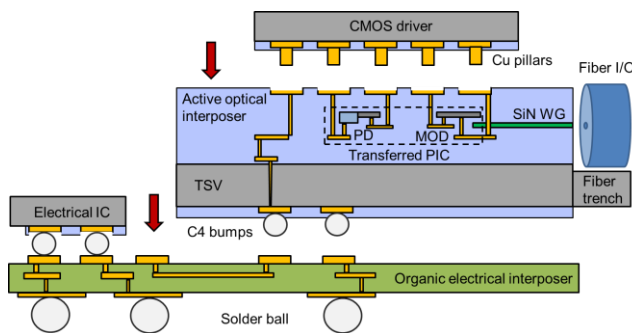 CMOS driver
Cu pillars
Fiber I/O
Active optical
interposer
SiN WG
PD
MOD
Transferred PIC
TSV
Fiber
trench
Electrical IC
C4 bumps
Organic electrical interposer
Solder ball